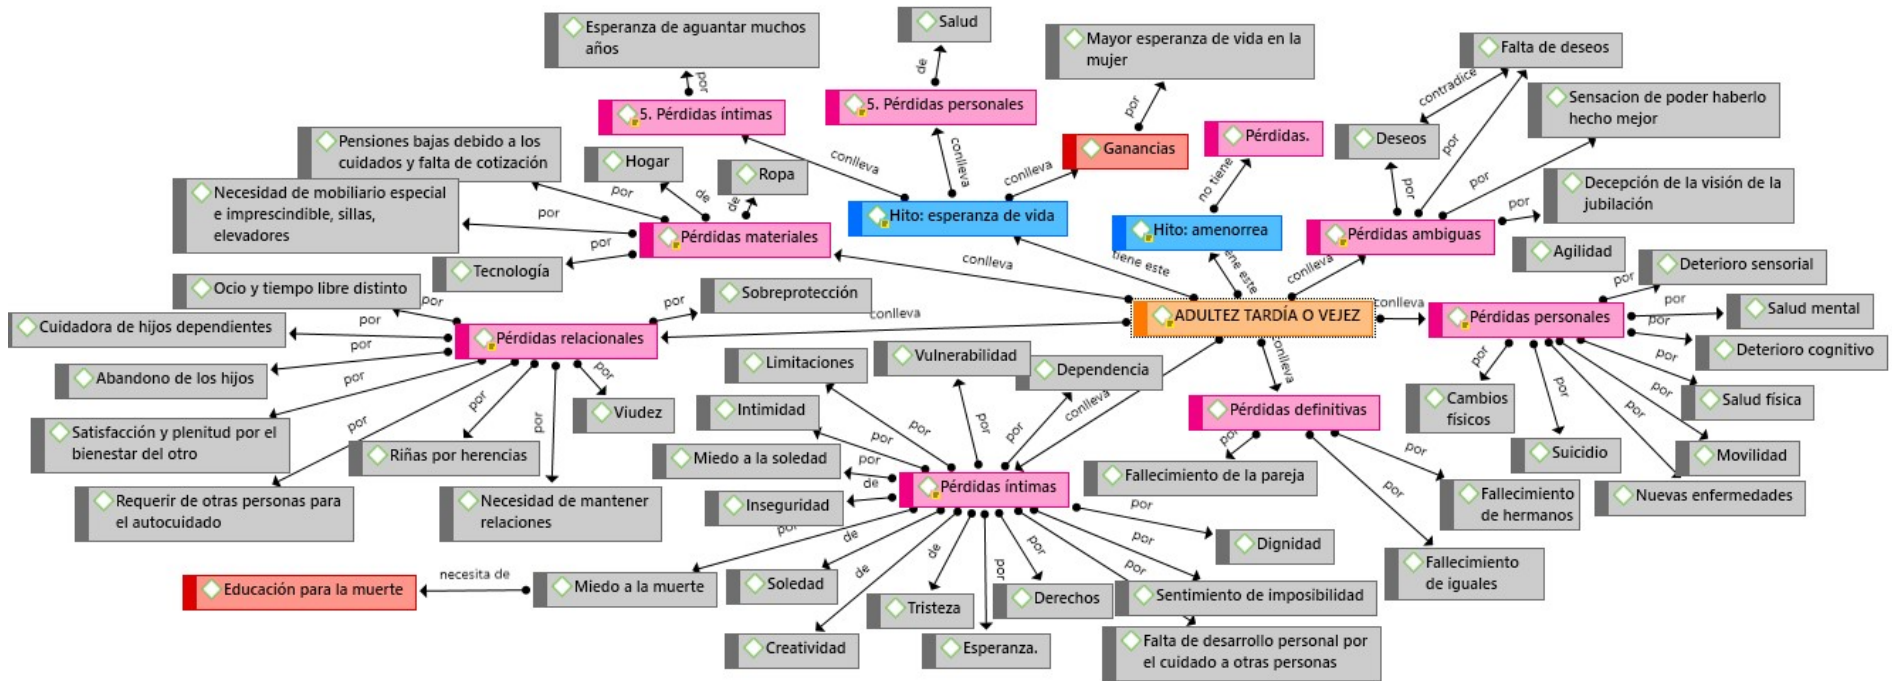 Esperanza de aguantar muchos
años
Salud
Mayor esperanza de vida en la
mujer
Falta de deseos
por
de
por
contradice
5. Pérdidas íntimas
5. Pérdidas personales
Sensacion de poder haberlo
hecho mejor
Pérdidas.
Deseos
Pensiones bajas debido a los
cuidados y falta de cotización
Hogar
Ropa
Ganancias
conlleva
conlleva
conlleva
no tiene
por
por
por
Necesidad de mobiliario especial
e imprescindible, sillas,
elevadores
por
de
de
Decepción de la visión de la
jubilación
por
por
Hito: esperanza de vida
Hito: amenorrea
Pérdidas ambiguas
Pérdidas materiales
por
Agilidad
Tecnología
conlleva
tiene este
ene este
conlleva
Deterioro sensorial
por
Ocio y tiempo libre distinto
por
Sobreprotección
por
Salud mental
por
Cuidadora de hijos dependientes
por
conlleva
ADULTEZ TARDÍA O VEJEZ
conlleva
Pérdidas personales
por
Pérdidas relacionales
Deterioro cognitivo
por
Limitaciones
Vulnerabilidad
Dependencia
onlleva
por
por
Abandono de los hijos
por
por
Cambios
físicos
por
Salud física
Viudez
Intimidad
conlleva
Pérdidas definitivas
por
por
por
por
por
por
por
por
por
Satisfacción y plenitud por el
bienestar del otro
Riñas por herencias
Miedo a la soledad
por
por
por
Suicidio
Movilidad
Fallecimiento de la pareja
de
Pérdidas íntimas
por
Requerir de otras personas para
el autocuidado
Necesidad de mantener
relaciones
Inseguridad
Fallecimiento
de hermanos
Nuevas enfermedades
por
de
de
de
por
por
por
por
por
Dignidad
Educación para la muerte
necesita de
Miedo a la muerte
Soledad
Tristeza
por
Derechos
Sentimiento de imposibilidad
Fallecimiento
de iguales
Creatividad
Esperanza.
Falta de desarrollo personal por
el cuidado a otras personas